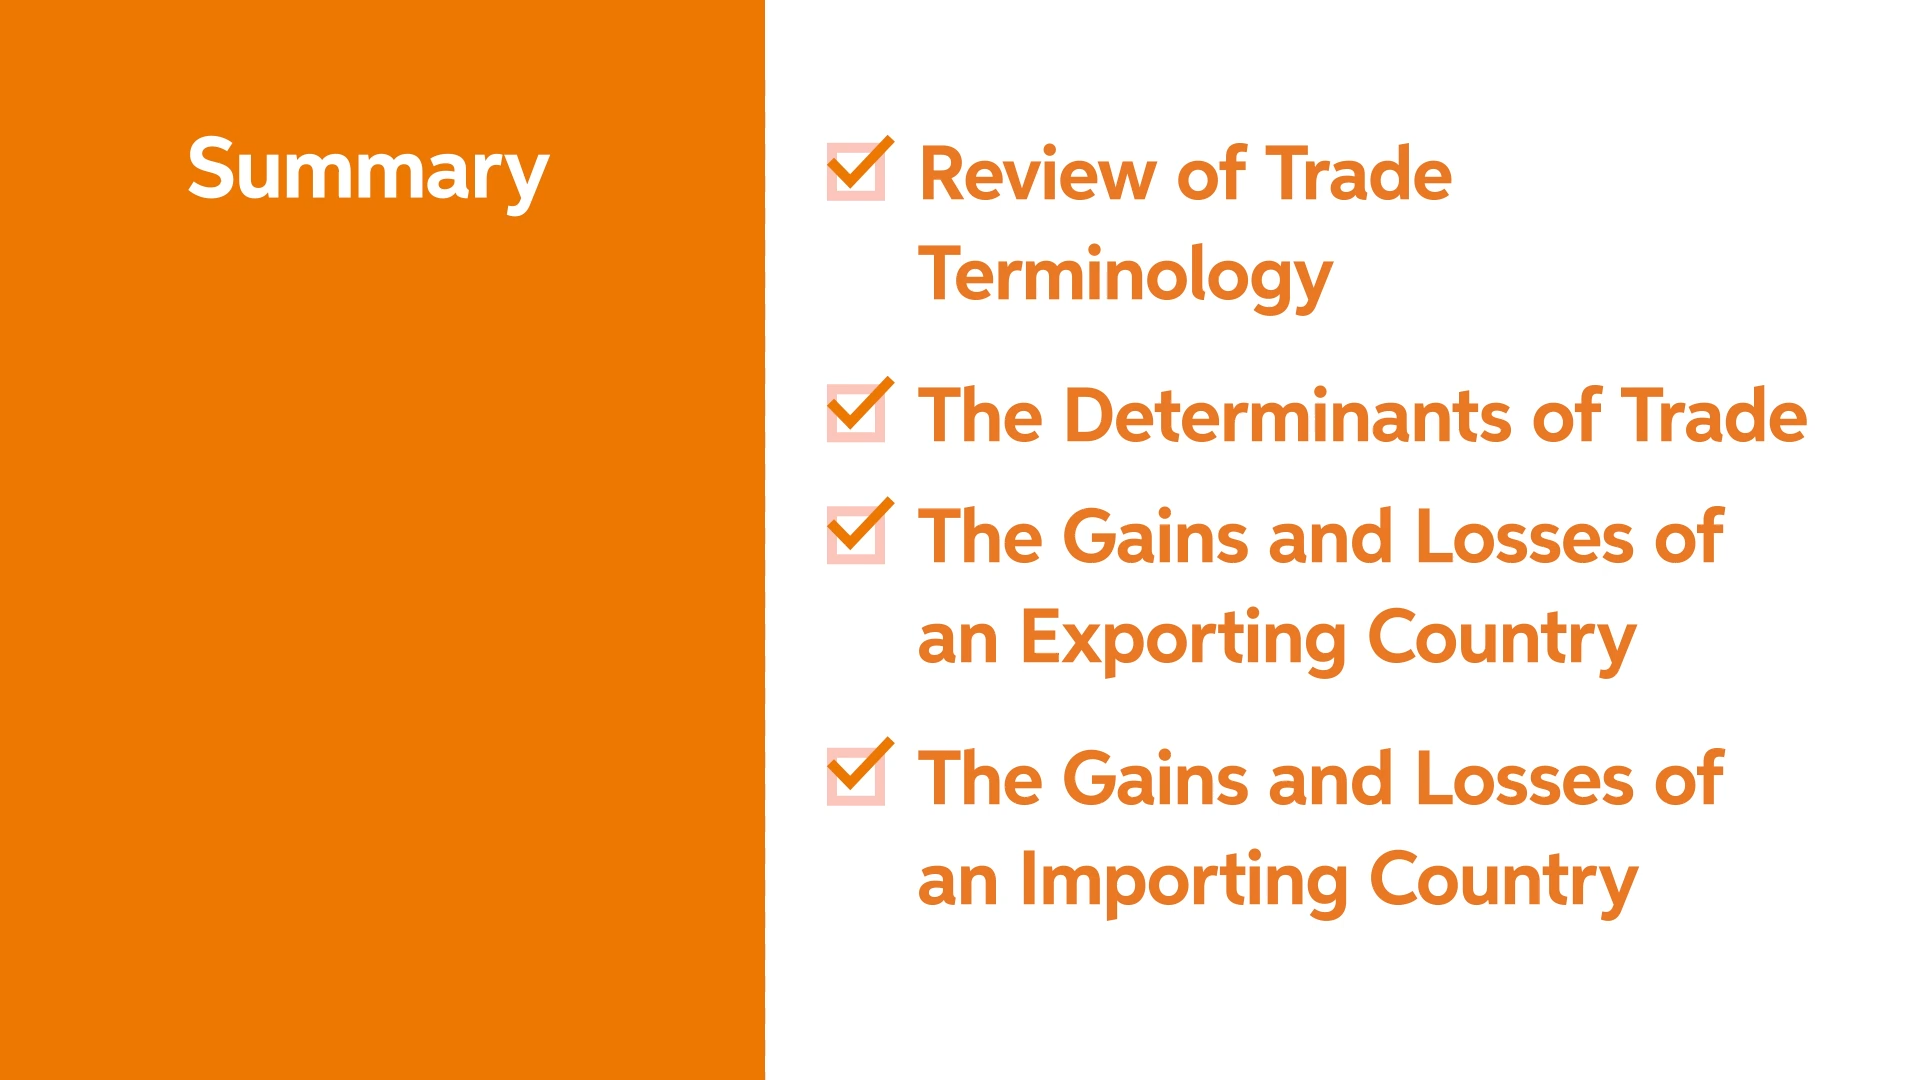 Summary
Review of Trade
Terminology
The Determinants of Trade
The Gains and Losses of
an Exporting Country
The Gains and Losses of
an Importing Country